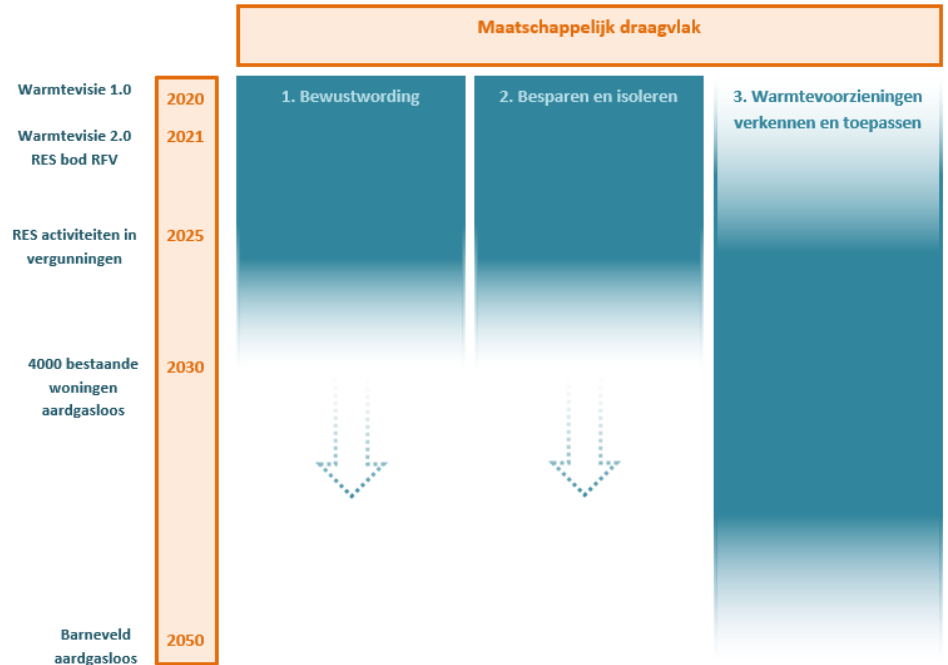 Maatschappelijk draagvlak
Warmtevisie 1.0
2020
1. Bewustwording
2. Besparen en isoleren
3. Warmtevoorzieningen
verkennen en toepassen
Warmtevisie 2.0
RES bod RFV
2021
RES activiteiten in
vergunningen
2025
4000 bestaande
woningen
aardgasloos
2030
Barneveld
aardgasloos
2050